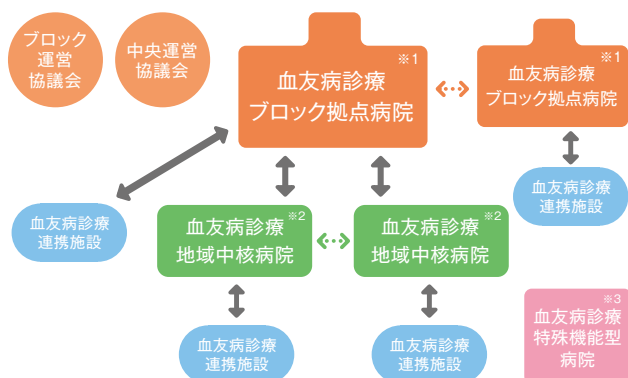 ブロック
運営
協議会
中央運営
協議会
※1
血友病診療
ブロック拠点病院
※1
血友病診療
ブロック拠点病院
血友病診療
連携施設
血友病診療
連携施設
※2
血友病診療
地域中核病院
※2
血友病診療
地域中核病院
※3
血友病診療
特殊機能型
病院
血友病診療
連携施設
血友病診療
連携施設